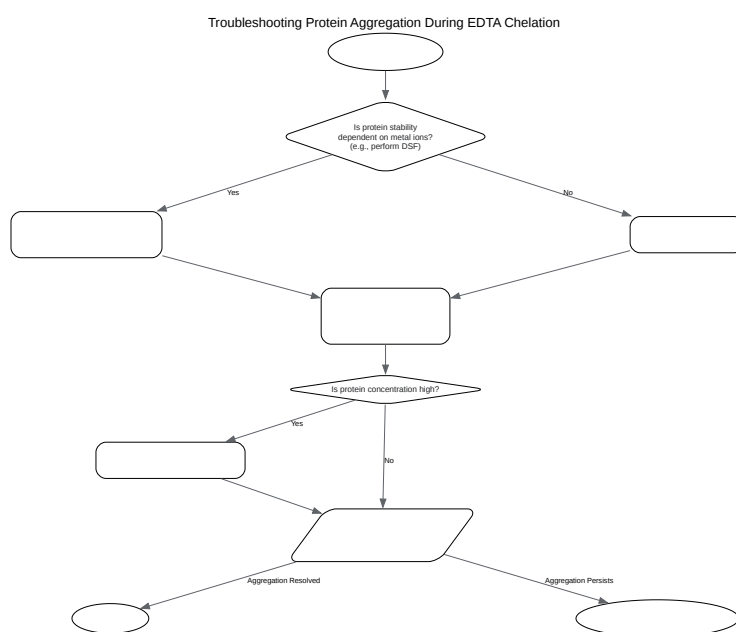 Troubleshooting Protein Aggregation During EDTA Chelation
Is protein stability
dependent on metal ions?
(e.g., perform DSF)
Yes
No
Is protein concentration high?
Yes
No
Aggregation Resolved
Aggregation Persists